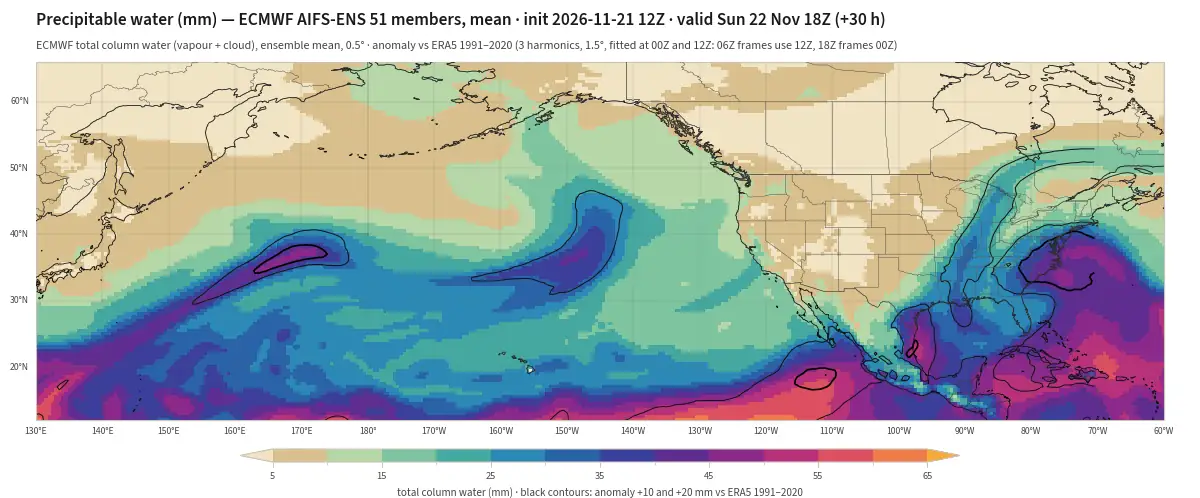 Precipitable water (mm) — ECMWF AIFS-ENS 51 members, mean · init 2026-11-21 12Z · valid Sun 22 Nov 18Z (+30 h)
ECMWF total column water (vapour + cloud), ensemble mean, 0.5° · anomaly vs ERA5 1991–2020 (3 harmonics, 1.5°, fitted at 00Z and 12Z: 06Z frames use 12Z, 18Z frames 00Z)
60°N
50°N
40°N
30°N
20°N
130°E 140°E 150°E 160°E 170°E 180° 170°W 160°W 150°W 140°W 130°W 120°W 110°W 100°W 90°W 80°W 70°W 60°W
5 15 25 35 45 55 65
total column water (mm) · black contours: anomaly +10 and +20 mm vs ERA5 1991–2020